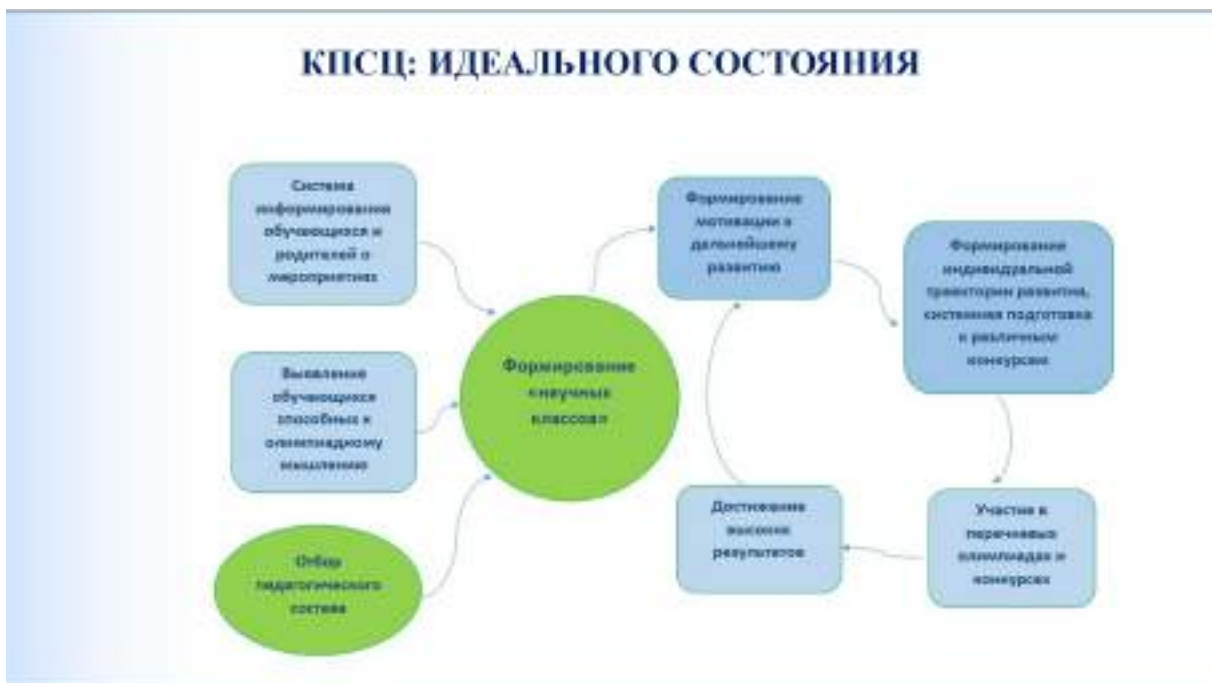 КПСЦ: ИДЕАЛЬНОГО СОСТОЯНИЯ
Система
информирования
обучающихся и
родителей о
мероприятиях
Выявление
обучающихся
способных к
олимпиадному
мышлению
Отбор
педагогического
состава
Формирование
«научных
классов»
Формирование
мотивации к
дальнейшему
развитию
Формирование
индивидуальной
траектории развития,
системная подготовка
к различным
конкурсам
Участие в
перечневых
олимпиадах и
конкурсах
Достижение
высоких
результатов